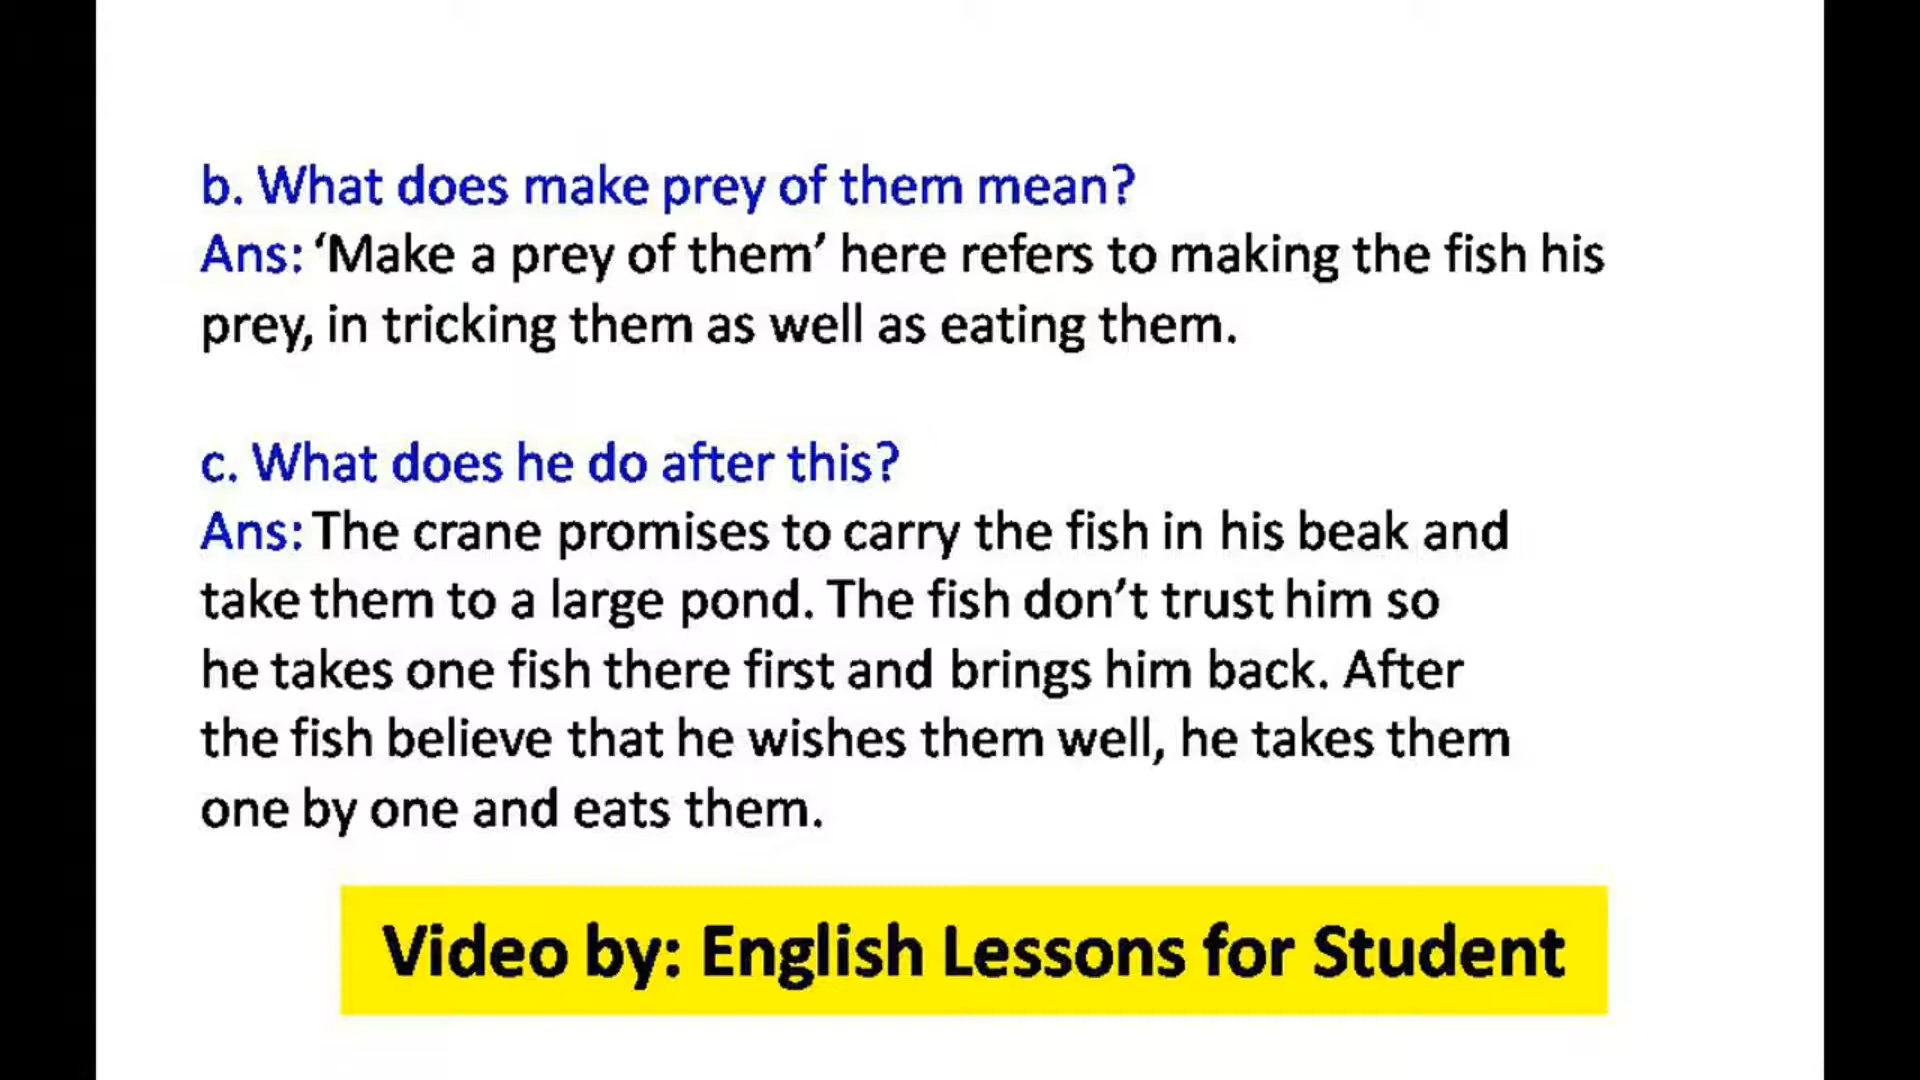 b. What does make prey of them mean?
Ans: ‘Make a prey of them’ here refers to making the fish his
prey, in tricking them as well as eating them.
c. What does he do after this?
Ans: The crane promises to carry the fish in his beak and
take them to a large pond. The fish don’t trust him so
he takes one fish there first and brings him back. After
the fish believe that he wishes them well, he takes them
one by one and eats them.
Video by: English Lessons for Student